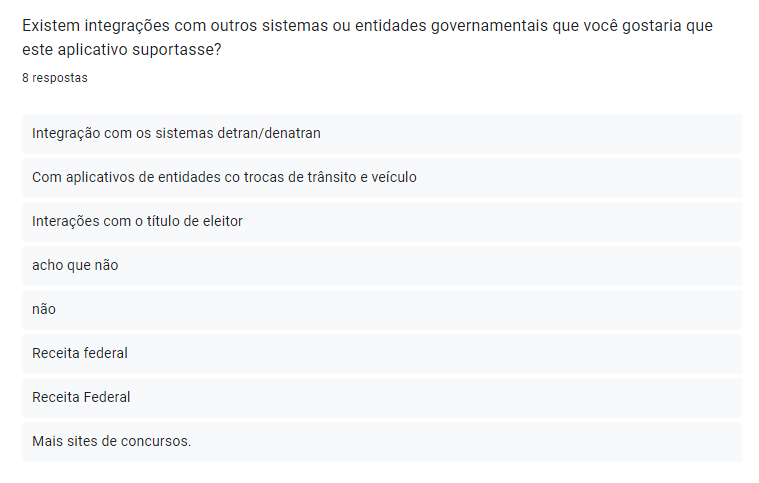 Existem integrações com outros sistemas ou entidades governamentais que você gostaria que
este aplicativo suportasse?
8 respostas
Integração com os sistemas detran/denatran
Com aplicativos de entidades co trocas de trânsito e veículo
Interações com o título de eleitor
acho que não
não
Receita federal
Receita Federal
Mais sites de concursos.